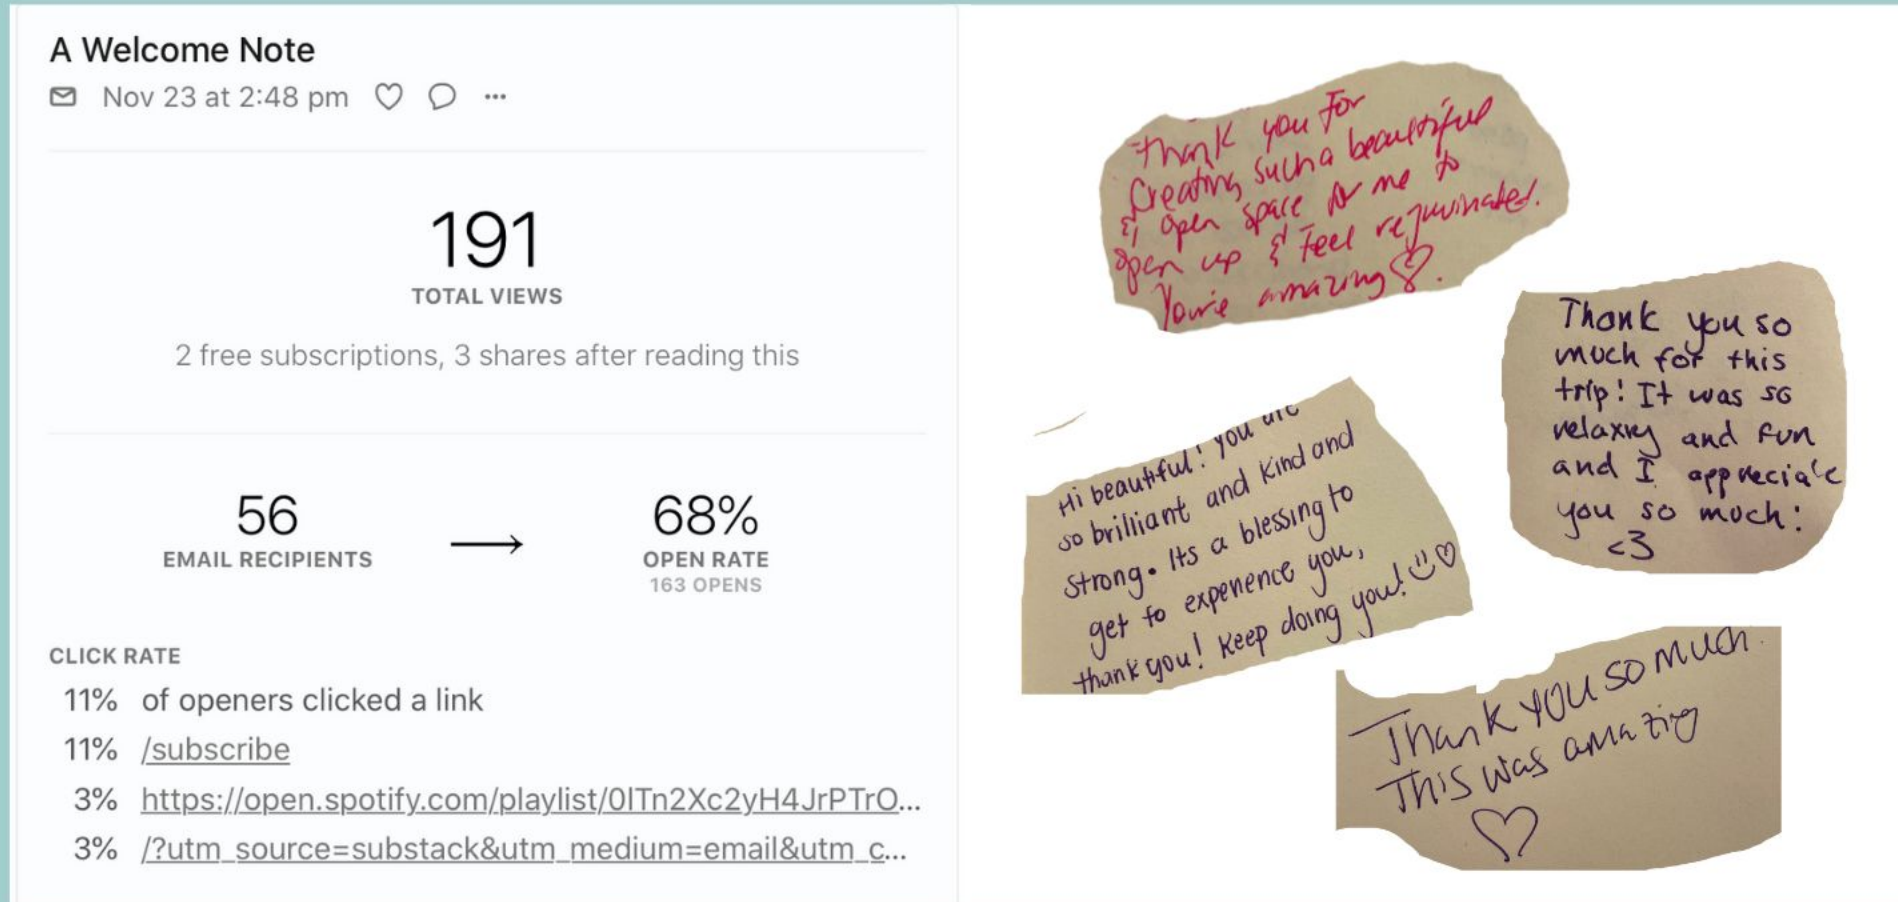 A Welcome Note
Nov 23 at 2:48 pm
191
TOTAL VIEWS
2 free subscriptions, 3 shares after reading this
56
EMAIL RECIPIENTS
68%
OPEN RATE
163 OPENS
CLICK RATE
11% of openers clicked a link
11% /subscribe
3% https://open.spotify.com/playlist/0ITn2Xc2yH4JrPTrO...
3% /?utm_source=substack&utm_medium=email&utm_c...
Thank you for
Creating such a beautiful
& open space for me to
open up & feel rejuvinated.
You're amazing
Thank you so
much for this
trip! It was so
relaxing and fun
and I appreciate
you so much!
<3
Hi beautiful! you are
so brilliant and kind and
strong. Its a blessing to
get to experience you,
thank you! Keep doing you!
Thank you so much.
This was amazing